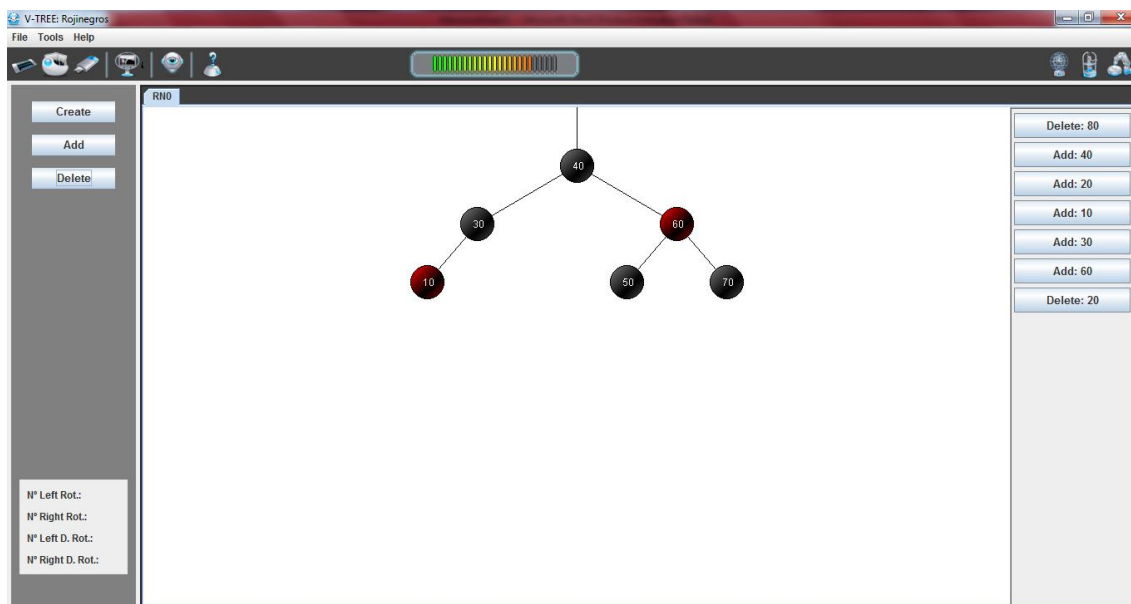 V-TREE: Rojinegros
File Tools Help
RN0
Create
Add
Delete
40
30
60
10
50
70
Delete: 80
Add: 40
Add: 20
Add: 10
Add: 30
Add: 60
Delete: 20
Nº Left Rot.:
Nº Right Rot.:
Nº Left D. Rot.:
Nº Right D. Rot.: